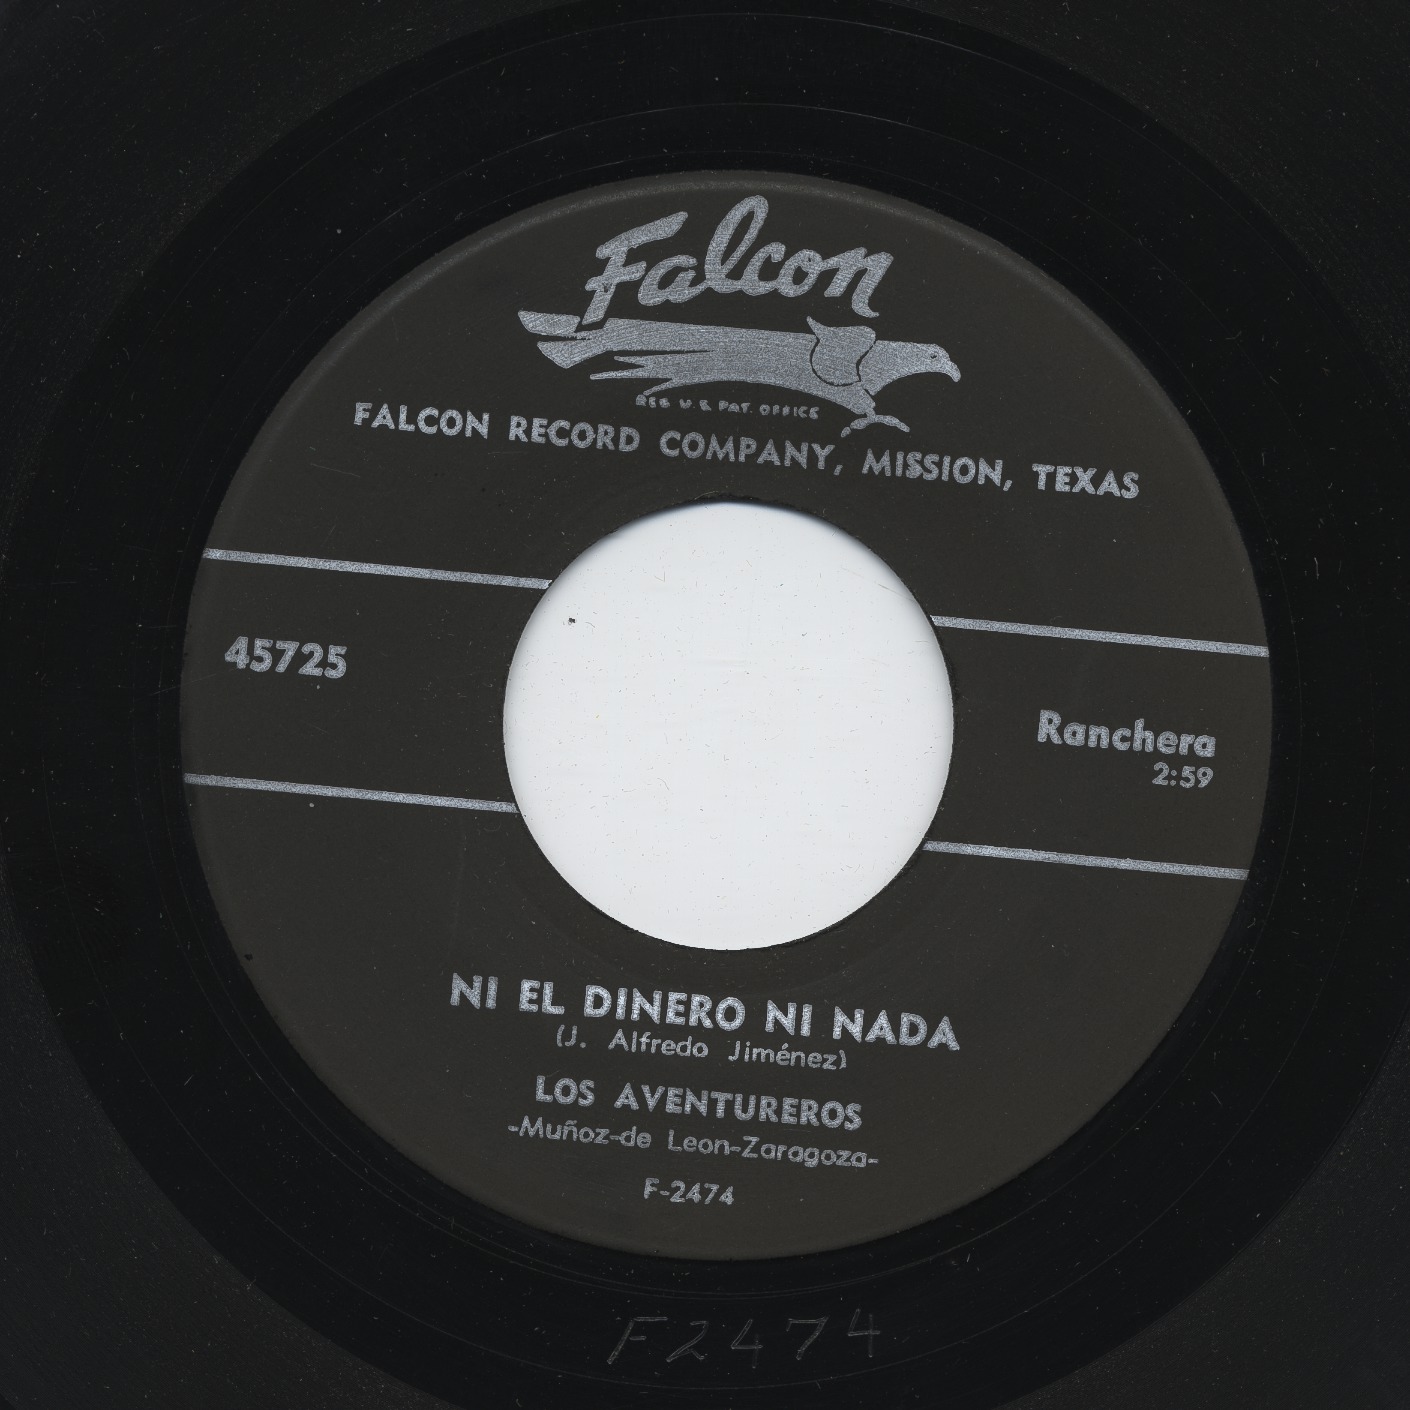 Falcon
REG U.S. PAT. OFFICE
FALCON RECORD COMPANY, MISSION, TEXAS
45725
Ranchera
2:59
NI EL DINERO NI NADA
(J. Alfredo Jiménez)
LOS AVENTUREROS
-Muñoz-de Leon-Zaragoza-
F-2474
F2474